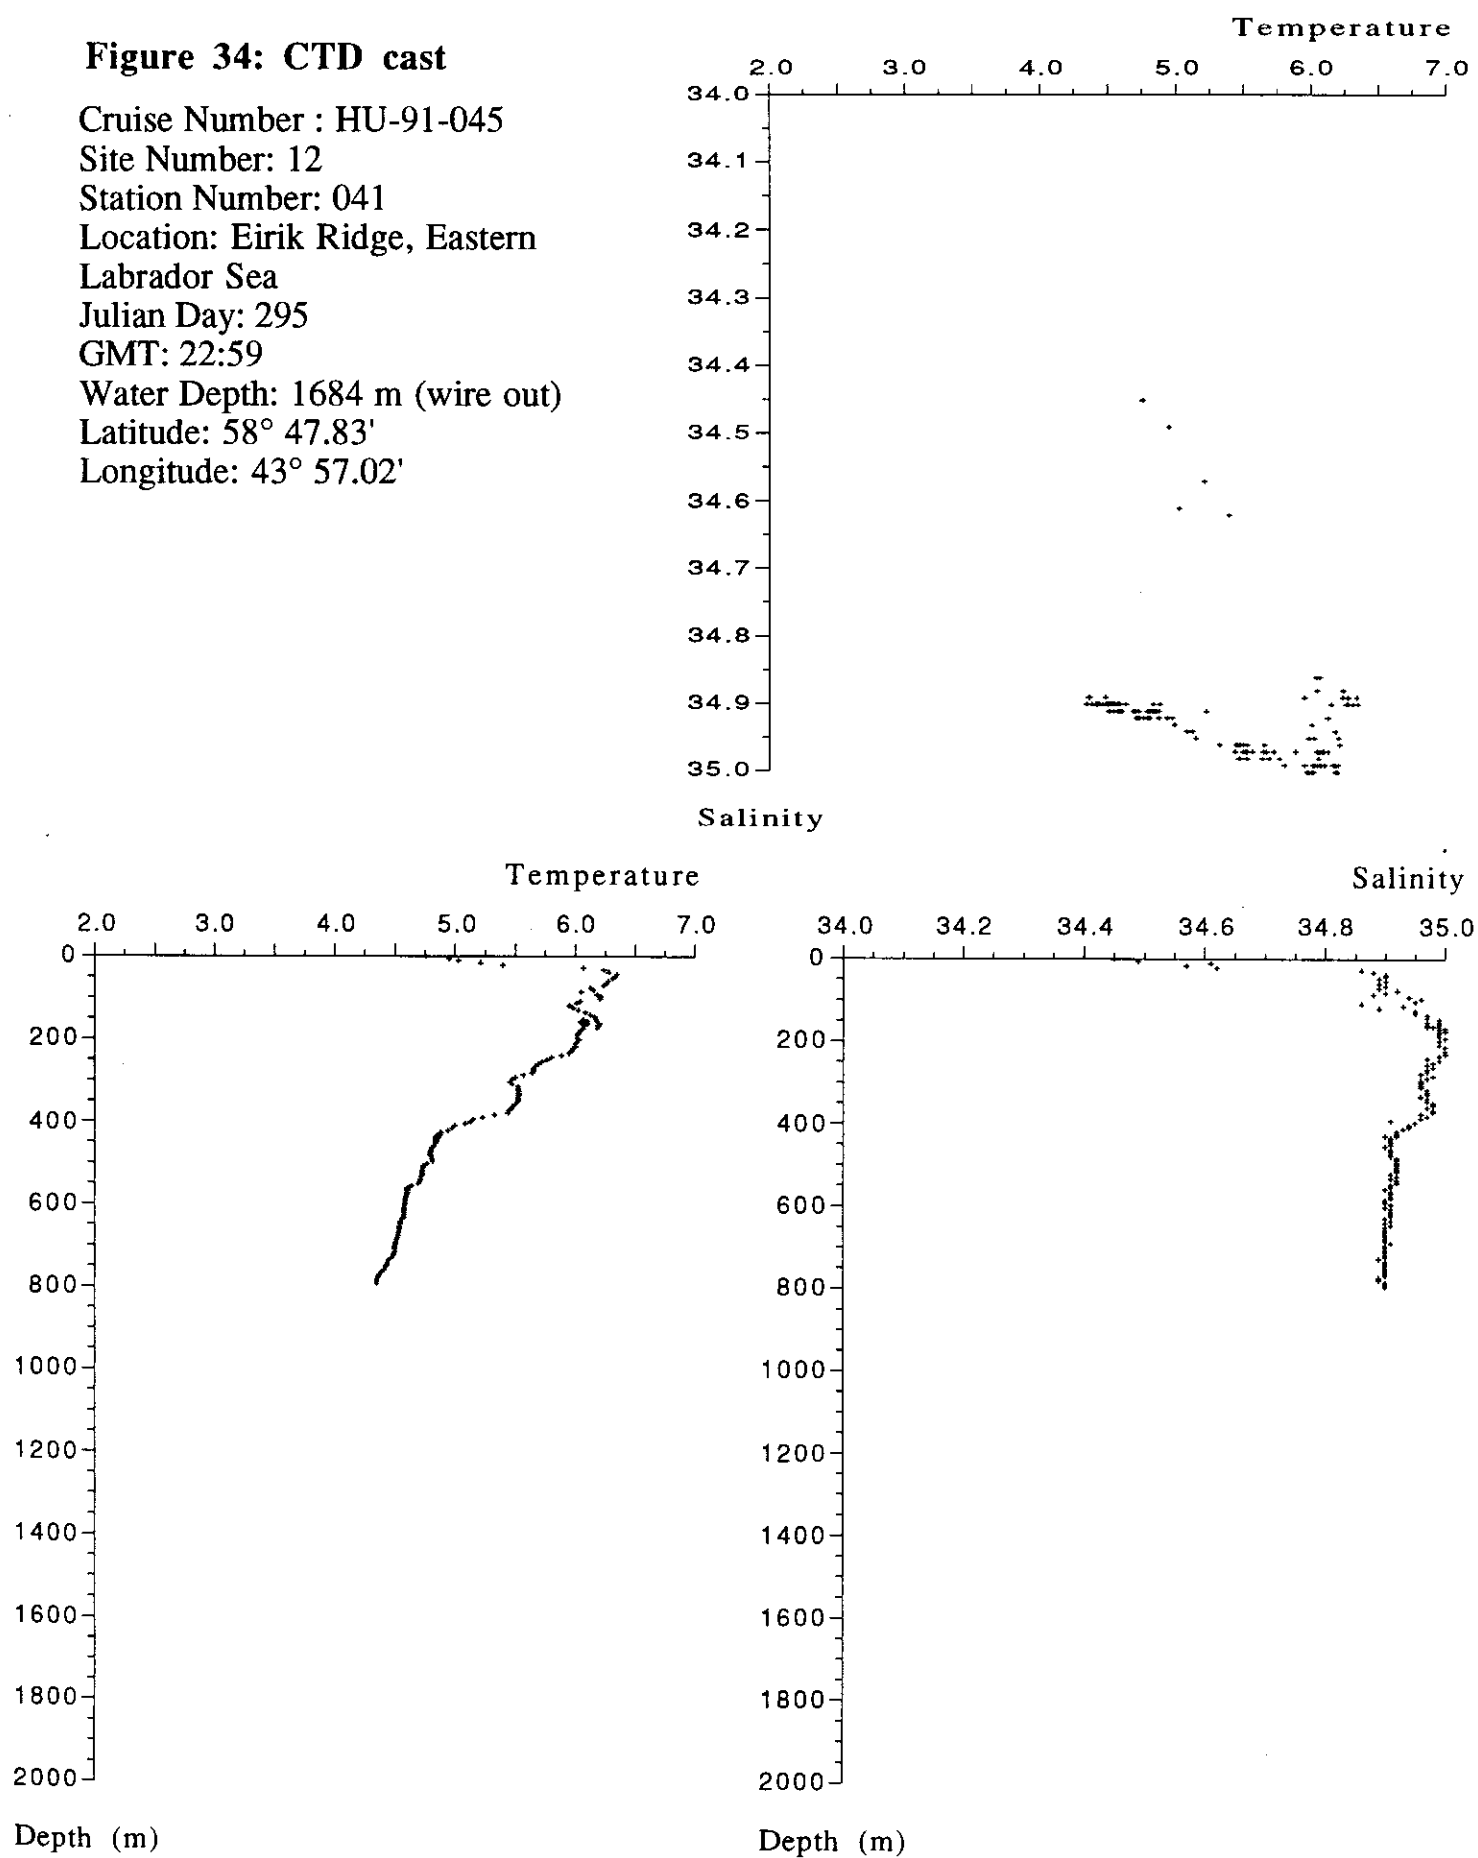 Figure 34: CTD cast
Cruise Number : HU-91-045
Site Number: 12
Station Number: 041
Location: Eirik Ridge, Eastern
Labrador Sea
Julian Day: 295
GMT: 22:59
Water Depth: 1684 m (wire out)
Latitude: 58° 47.83'
Longitude: 43° 57.02'
Temperature
2.0 3.0 4.0 5.0 6.0 7.0
34.0
34.1
34.2
34.3
34.4
34.5
34.6
34.7
34.8
34.9
35.0
Salinity
Temperature
2.0 3.0 4.0 5.0 6.0 7.0
0
200
400
600
800
1000
1200
1400
1600
1800
2000
Depth (m)
Salinity
34.0 34.2 34.4 34.6 34.8 35.0
0
200
400
600
800
1000
1200
1400
1600
1800
2000
Depth (m)